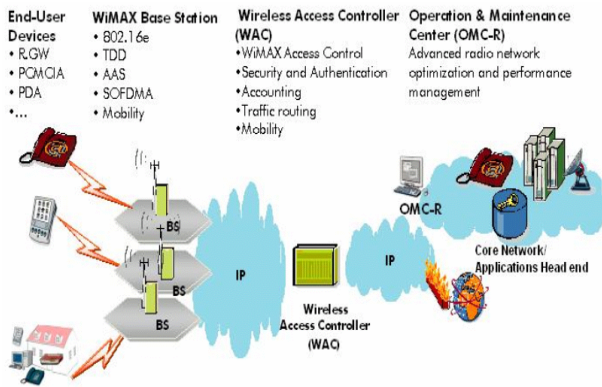 End-User
Devices
• R.GW
• PCMCIA
• PDA
•...
WiMAX Base Station
• 802.16e
• TDD
• AAS
• SOFDMA
• Mobility
Wireless Access Controller
(WAC)
•WiMAX Access Control
•Security and Authentication
•Accounting
•Traffic routing
•Mobility
Operation & Maintenance
Center (OMC-R)
Advanced radio network
optimization and performance
management
BS
BS
BS
IP
Wireless
Access Controller
(WAC)
IP
OMC-R
Core Network/
Applications Head end